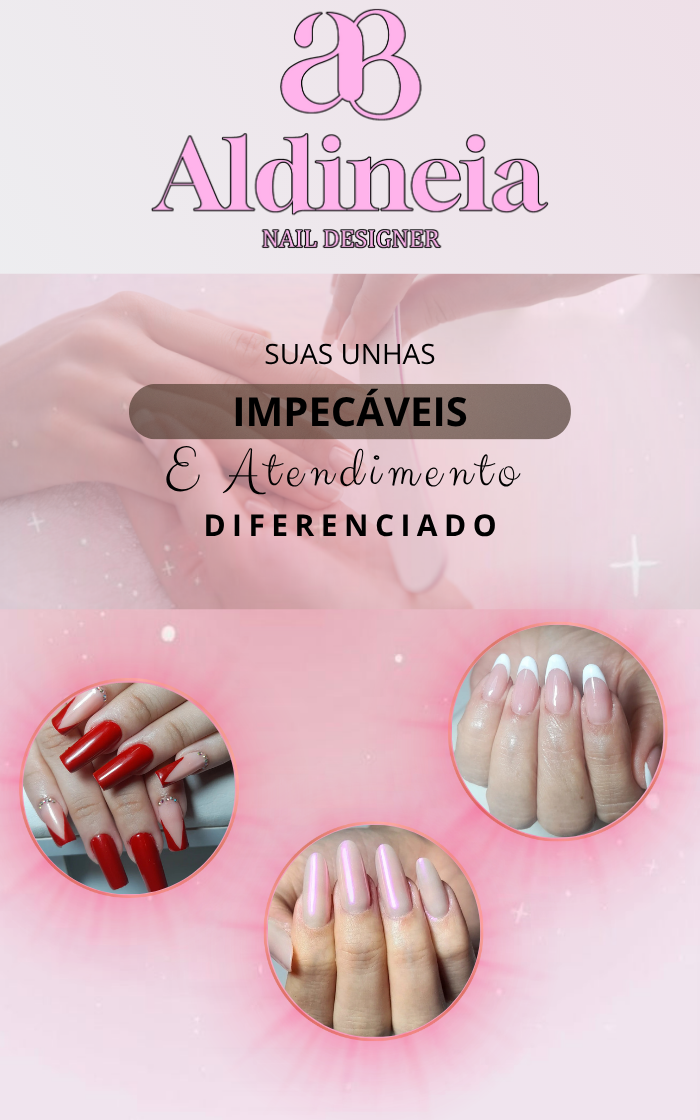 AB
Aldineia
NAIL DESIGNER
SUAS UNHAS
IMPECÁVEIS
E Atendimento
DIFERENCIADO